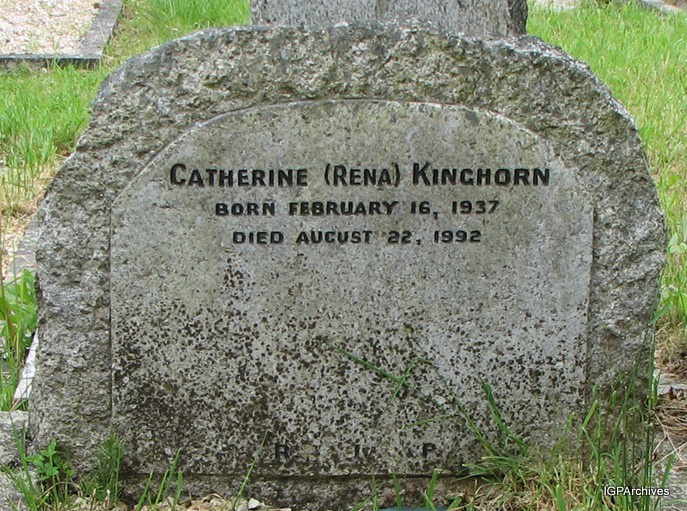 CATHERINE (RENA) KINGHORN
BORN FEBRUARY 16, 1937
DIED AUGUST 22, 1992
R I P
IGPArchives